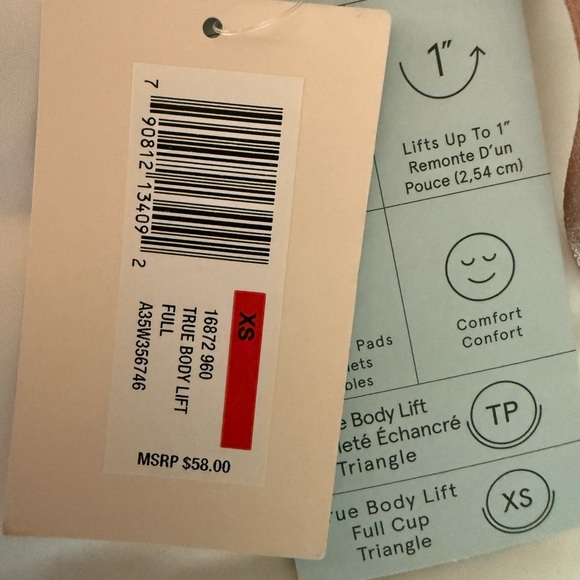 7 90812 13409 2
XS
16872 960
TRUE BODY LIFT
FULL
A35W356746
MSRP $58.00
1"
Lifts Up To 1"
Remonte D'un
Pouce (2,54 cm)
Comfort
Confort
Pads
Body Lift
Échancré
Triangle
TP
Body Lift
Full Cup
Triangle
XS